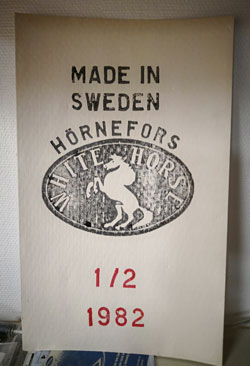 MADE IN
SWEDEN
HÖRNEFORS
WHITE HORSE
1/2
1982